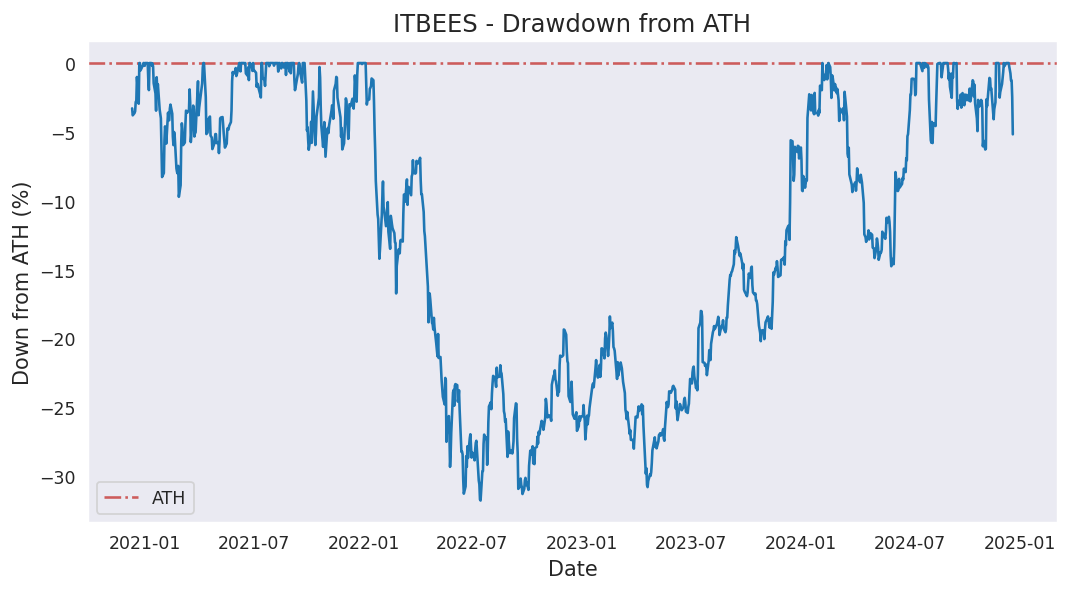 ITBEES - Drawdown from ATH
Down from ATH (%)
0
−5
−10
−15
−20
−25
−30
ATH
2021-01 2021-07 2022-01 2022-07 2023-01 2023-07 2024-01 2024-07 2025-01
Date